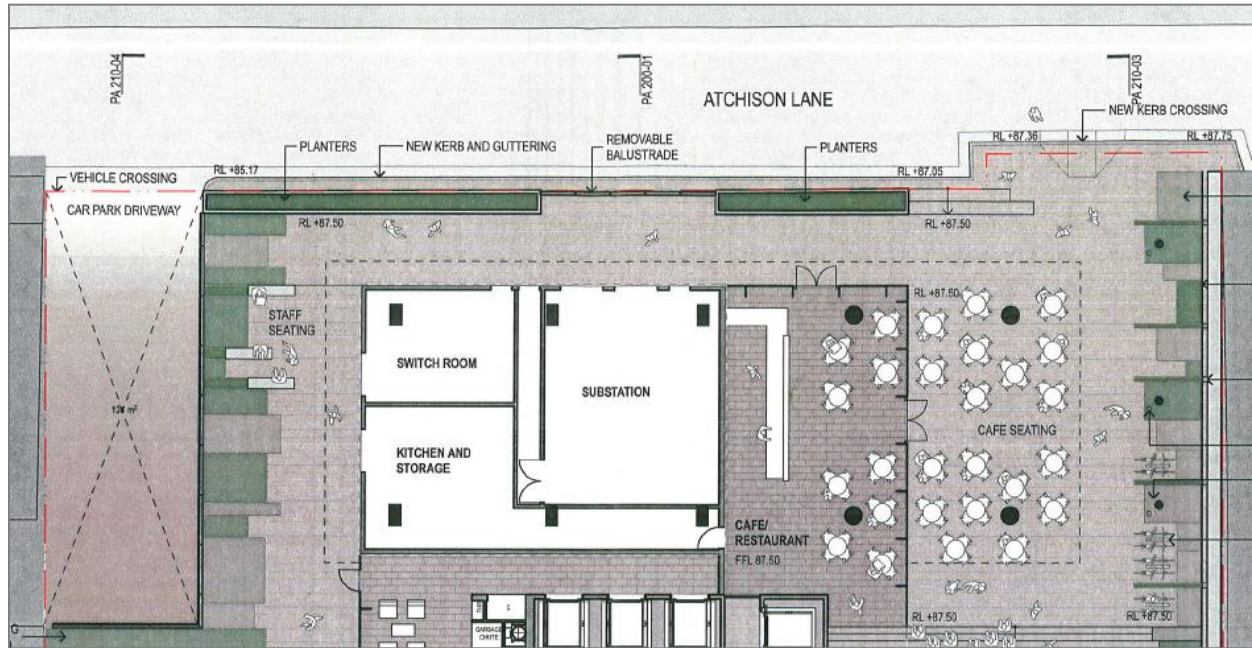 PA 210-04
PA 200-01
PA 210-03
ATCHISON LANE
NEW KERB CROSSING
RL +87.36
RL +87.75
REMOVABLE
BALUSTRADE
PLANTERS
NEW KERB AND GUTTERING
PLANTERS
VEHICLE CROSSING
RL +85.17
RL +87.05
CAR PARK DRIVEWAY
RL +87.50
RL +87.50
STAFF
SEATING
RL +87.50
SWITCH ROOM
SUBSTATION
CAFE SEATING
KITCHEN AND
STORAGE
CAFE/
RESTAURANT
FFL 87.50
RL +87.50
RL +87.50
GARBAGE
CHUTE
G